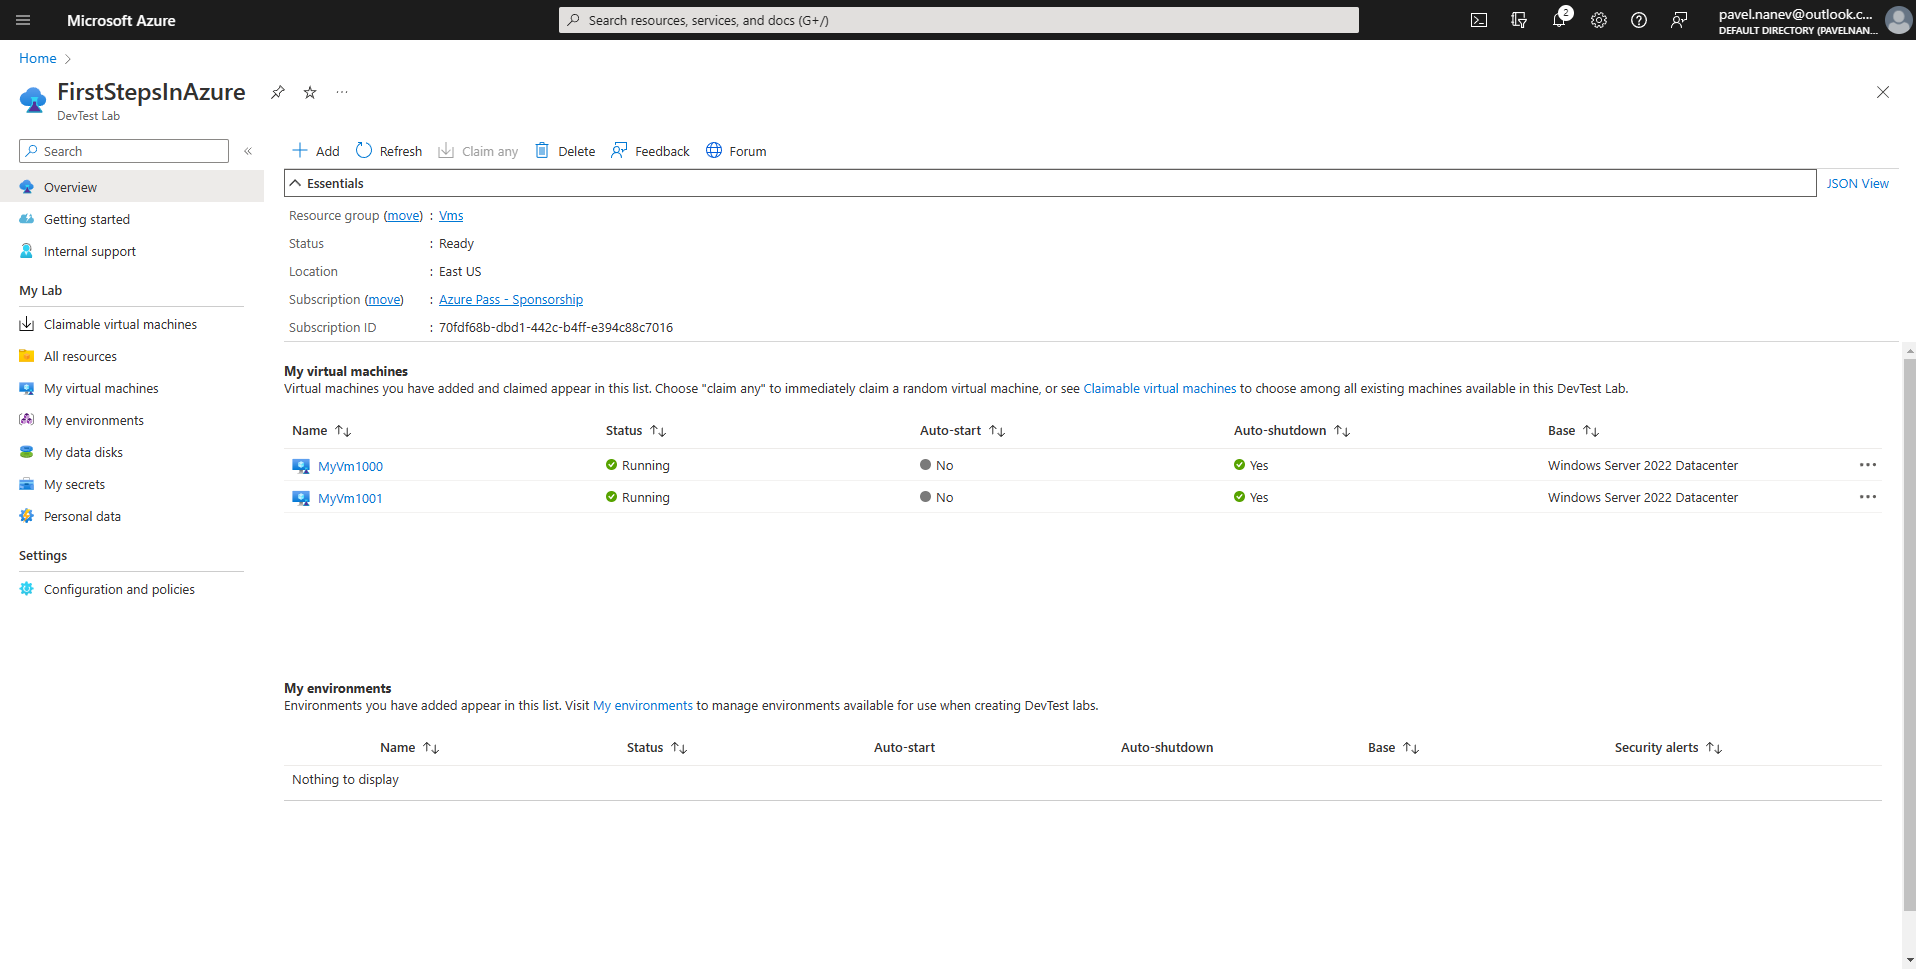 Microsoft Azure
Search resources, services, and docs (G+/)
2
pavel.nanev@outlook.c...
DEFAULT DIRECTORY (PAVELNAN...
Home
FirstStepsInAzure
DevTest Lab
Search
Add Refresh Claim any Delete Feedback Forum
Overview
Getting started
Internal support
My Lab
Claimable virtual machines
All resources
My virtual machines
My environments
My data disks
My secrets
Personal data
Settings
Configuration and policies
Essentials
JSON View
Resource group (move) : Vms
Status : Ready
Location : East US
Subscription (move) : Azure Pass - Sponsorship
Subscription ID : 70fdf68b-dbd1-442c-b4ff-e394c88c7016
My virtual machines
Virtual machines you have added and claimed appear in this list. Choose "claim any" to immediately claim a random virtual machine, or see Claimable virtual machines to choose among all existing machines available in this DevTest Lab.
Name Status Auto-start Auto-shutdown Base
MyVm1000 Running No Yes Windows Server 2022 Datacenter
MyVm1001 Running No Yes Windows Server 2022 Datacenter
My environments
Environments you have added appear in this list. Visit My environments to manage environments available for use when creating DevTest labs.
Name Status Auto-start Auto-shutdown Base Security alerts
Nothing to display